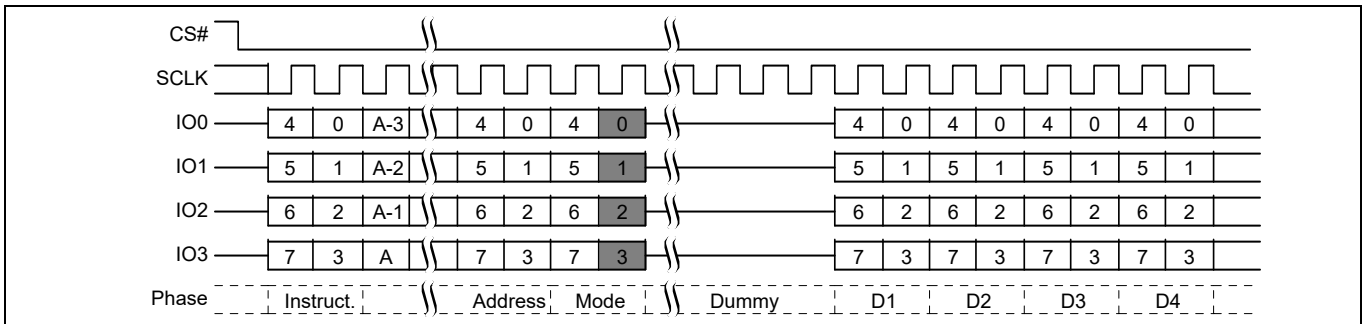 CS#
SCLK
IO0 4 0 A-3 4 0 4 0 4 0 4 0 4 0 4 0
IO1 5 1 A-2 5 1 5 1 5 1 5 1 5 1 5 1
IO2 6 2 A-1 6 2 6 2 6 2 6 2 6 2 6 2
IO3 7 3 A 7 3 7 3 7 3 7 3 7 3 7 3
Phase Instruct. Address Mode Dummy D1 D2 D3 D4